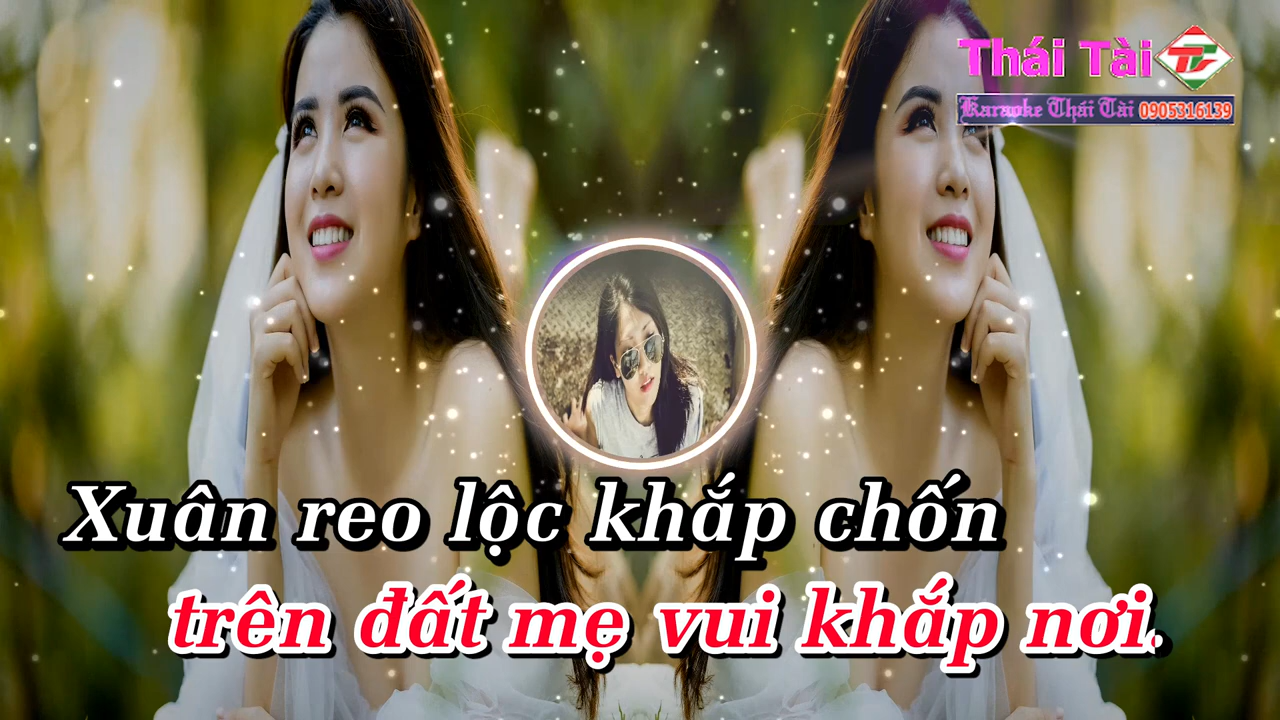 Thái Tài
Karaoke Thái Tài 0905316139
Xuân reo lộc khắp chốn
trên đất mẹ vui khắp nơi.